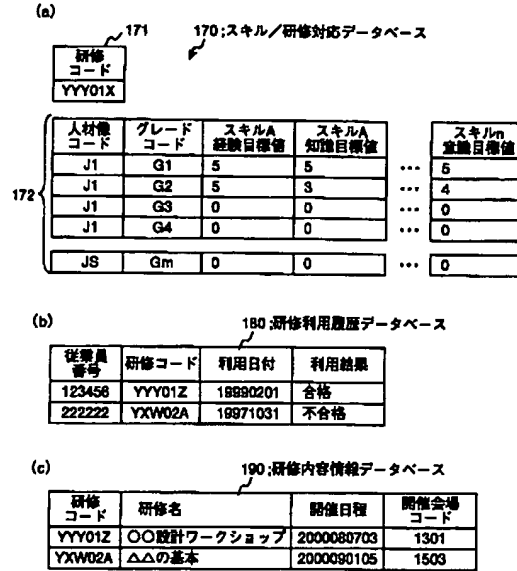 (a)
171
170;スキル/研修対応データベース
研修
コード
YYY01X
172
人材像コード グレードコード スキルA経験目標値 スキルA知識目標値 … スキルn意識目標値
J1 G1 5 5 … 5
J1 G2 5 3 … 4
J1 G3 0 0 … 0
J1 G4 0 0 … 0
JS Gm 0 0 … 0
(b)
180;研修利用履歴データベース
従業員番号 研修コード 利用日付 利用結果
123456 YYY01Z 19990201 合格
222222 YXW02A 19971031 不合格
(c)
190;研修内容情報データベース
研修コード 研修名 開催日程 開催会場コード
YYY01Z 〇〇設計ワークショップ 2000080703 1301
YXW02A △△の基本 2000090105 1503